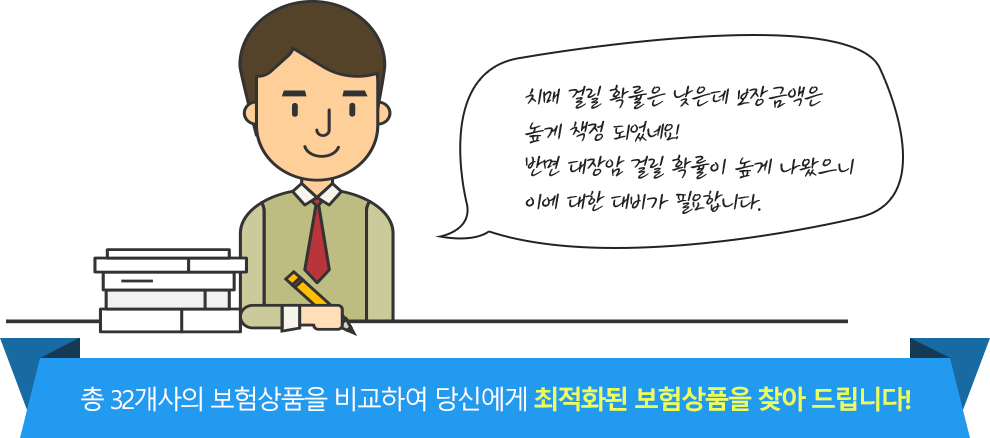 치매 걸릴 확률은 낮은데 보장금액은
높게 책정 되었네요!
반면 대장암 걸릴 확률이 높게 나왔으니
이에 대한 대비가 필요합니다.
총 32개사의 보험상품을 비교하여 당신에게 최적화된 보험상품을 찾아 드립니다!